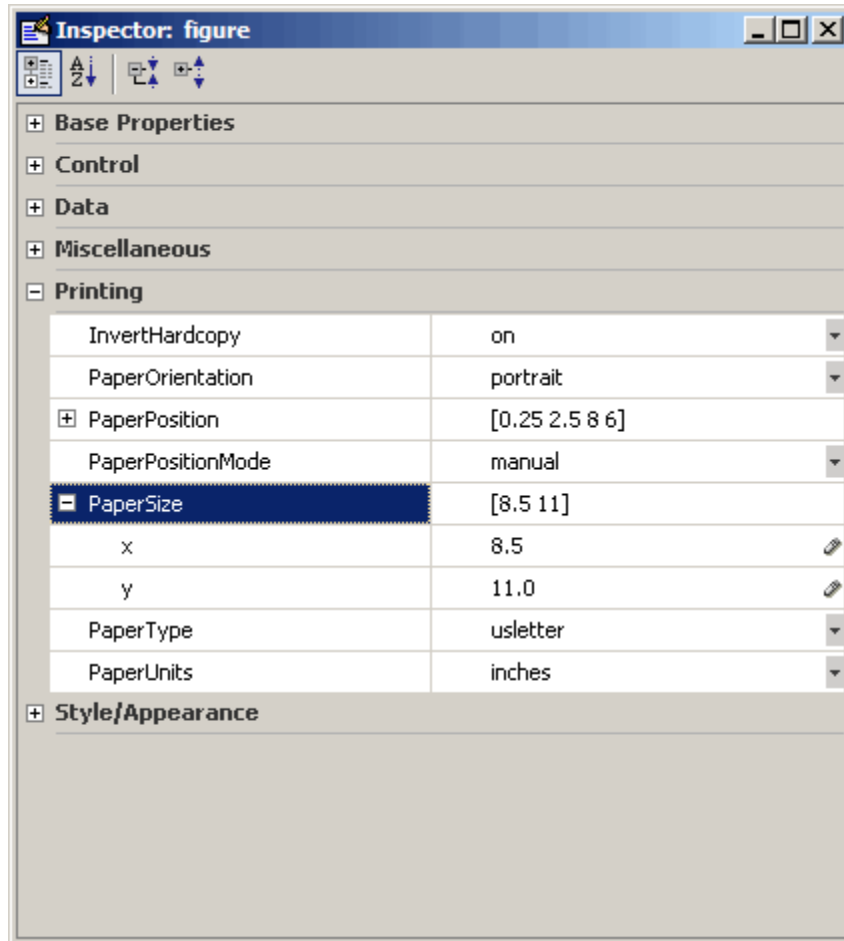 Inspector: figure
A
Z
Base Properties
Control
Data
Miscellaneous
Printing
InvertHardcopy on
PaperOrientation portrait
PaperPosition [0.25 2.5 8 6]
PaperPositionMode manual
PaperSize [8.5 11]
x 8.5
y 11.0
PaperType usletter
PaperUnits inches
Style/Appearance